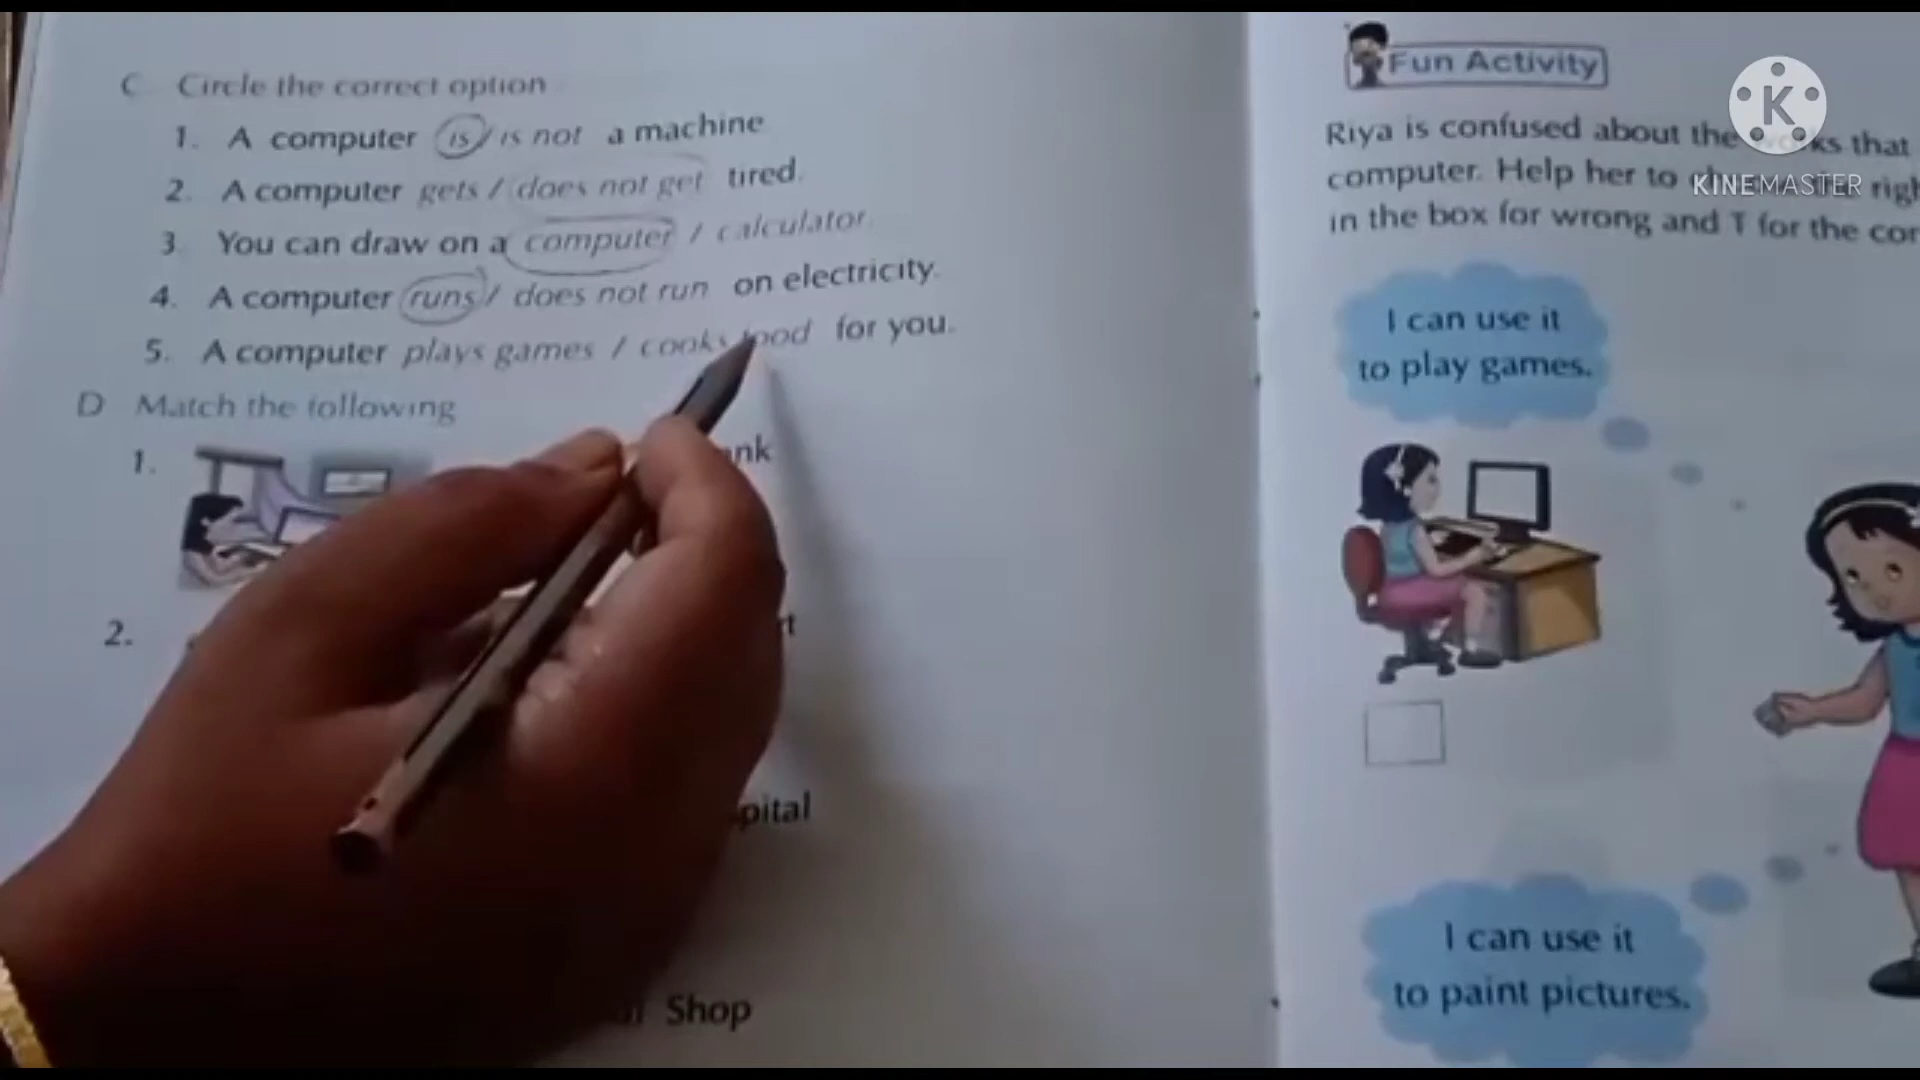 C Circle the correct option
1. A computer is / is not a machine
2. A computer gets / does not get tired.
3. You can draw on a computer / calculator.
4. A computer runs / does not run on electricity.
5. A computer plays games / cooks food for you.
D Match the following
1.
2.
Shop
Fun Activity
Riya is confused about the that
computer. Help her to
in the box for wrong and T for the
I can use it
to play games.
I can use it
to paint pictures.
K
KINEMASTER